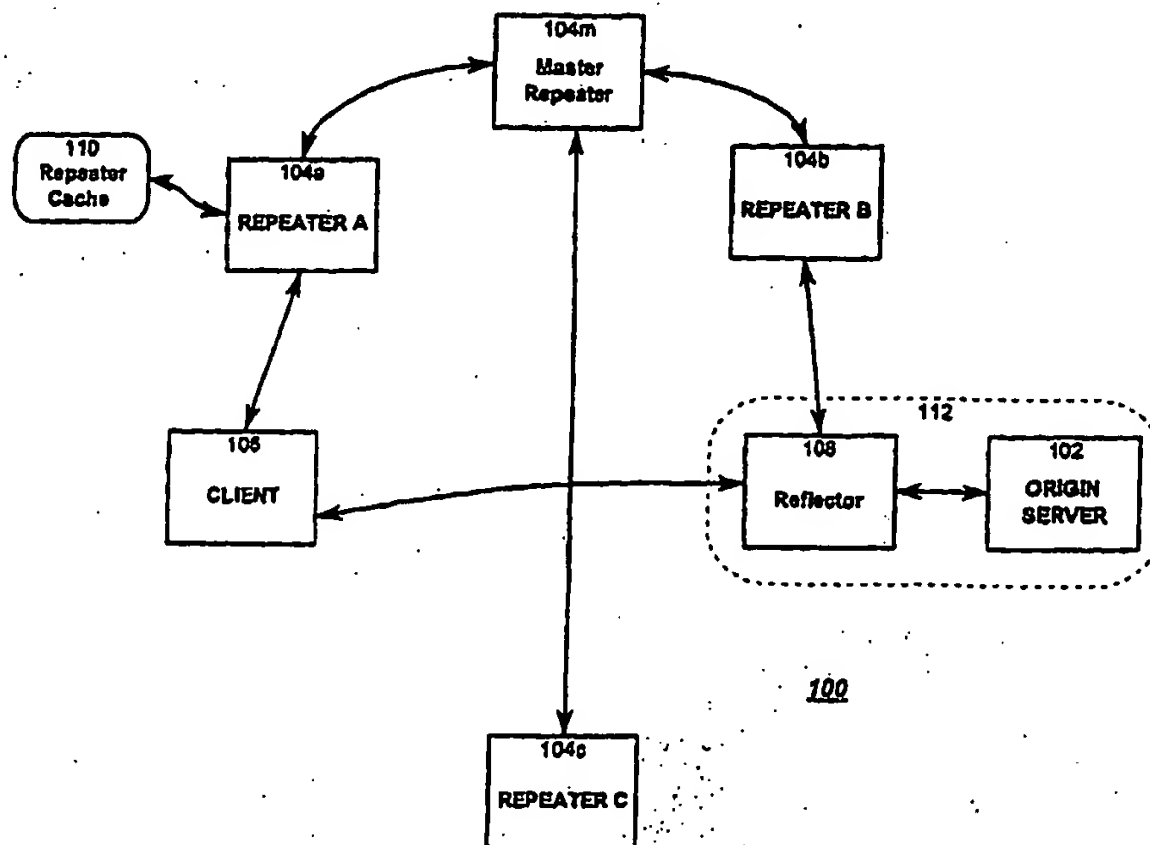 104m
Master
Repeater
110
Repeater
Cache
104a
REPEATER A
104b
REPEATER B
112
105
CLIENT
108
Reflector
102
ORIGIN
SERVER
100
104c
REPEATER C